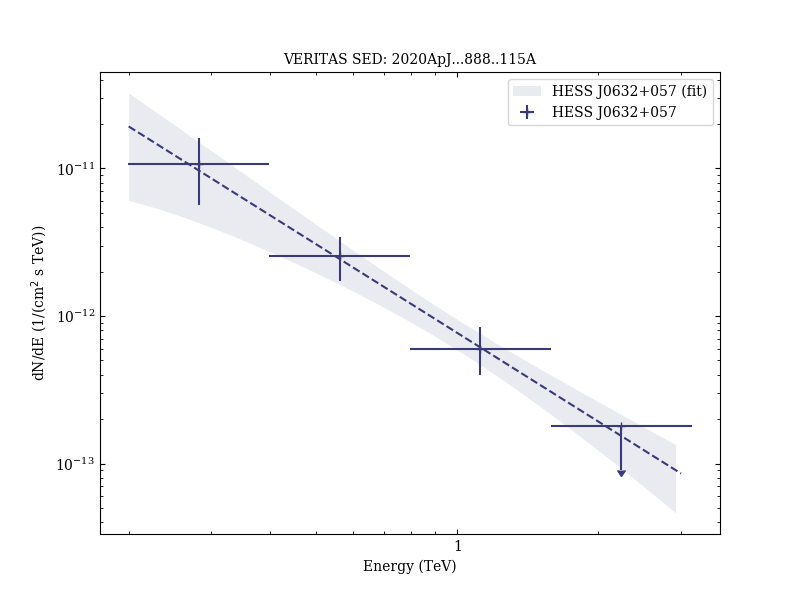 VERITAS SED: 2020ApJ...888..115A
HESS J0632+057 (fit)
HESS J0632+057
dN/dE (1/(cm² s TeV))
10⁻¹¹
10⁻¹²
10⁻¹³
1
Energy (TeV)